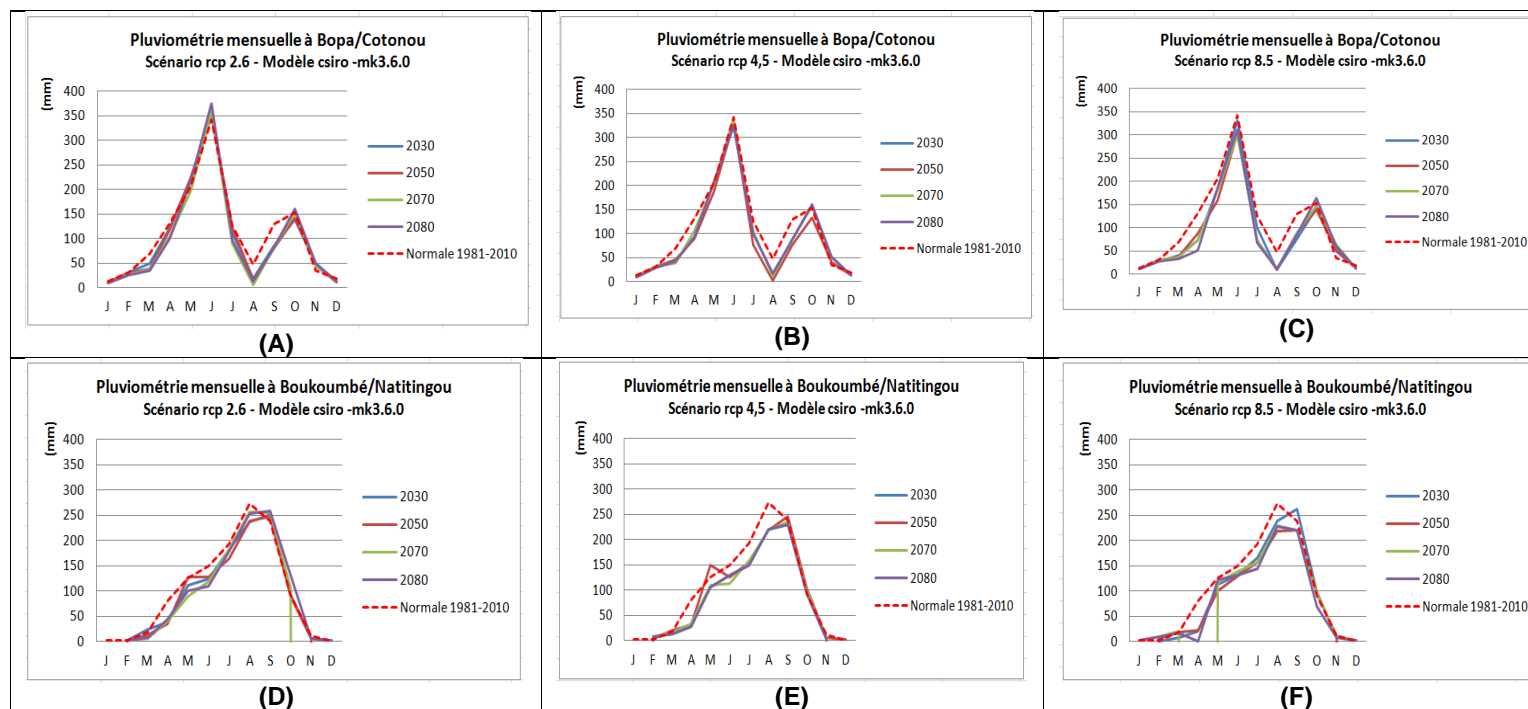 Pluviométrie mensuelle à Bopa/Cotonou
Scénario rcp 2.6 - Modèle csiro -mk3.6.0
(mm)
400
350
300
250
200
150
100
50
0
J F M A M J J A S O N D
2030
2050
2070
2080
Normale 1981-2010
(A)
Pluviométrie mensuelle à Bopa/Cotonou
Scénario rcp 4,5 - Modèle csiro -mk3.6.0
(mm)
400
350
300
250
200
150
100
50
0
J F M A M J J A S O N D
2030
2050
2070
2080
Normale 1981-2010
(B)
Pluviométrie mensuelle à Bopa/Cotonou
Scénario rcp 8.5 - Modèle csiro -mk3.6.0
(mm)
400
350
300
250
200
150
100
50
0
J F M A M J J A S O N D
2030
2050
2070
2080
Normale 1981-2010
(C)
Pluviométrie mensuelle à Boukoumbé/Natitingou
Scénario rcp 2.6 - Modèle csiro -mk3.6.0
(mm)
400
350
300
250
200
150
100
50
0
J F M A M J J A S O N D
2030
2050
2070
2080
Normale 1981-2010
(D)
Pluviométrie mensuelle à Boukoumbé/Natitingou
Scénario rcp 4,5 - Modèle csiro -mk3.6.0
(mm)
400
350
300
250
200
150
100
50
0
J F M A M J J A S O N D
2030
2050
2070
2080
Normale 1981-2010
(E)
Pluviométrie mensuelle à Boukoumbé/Natitingou
Scénario rcp 8.5 - Modèle csiro -mk3.6.0
(mm)
400
350
300
250
200
150
100
50
0
J F M A M J J A S O N D
2030
2050
2070
2080
Normale 1981-2010
(F)